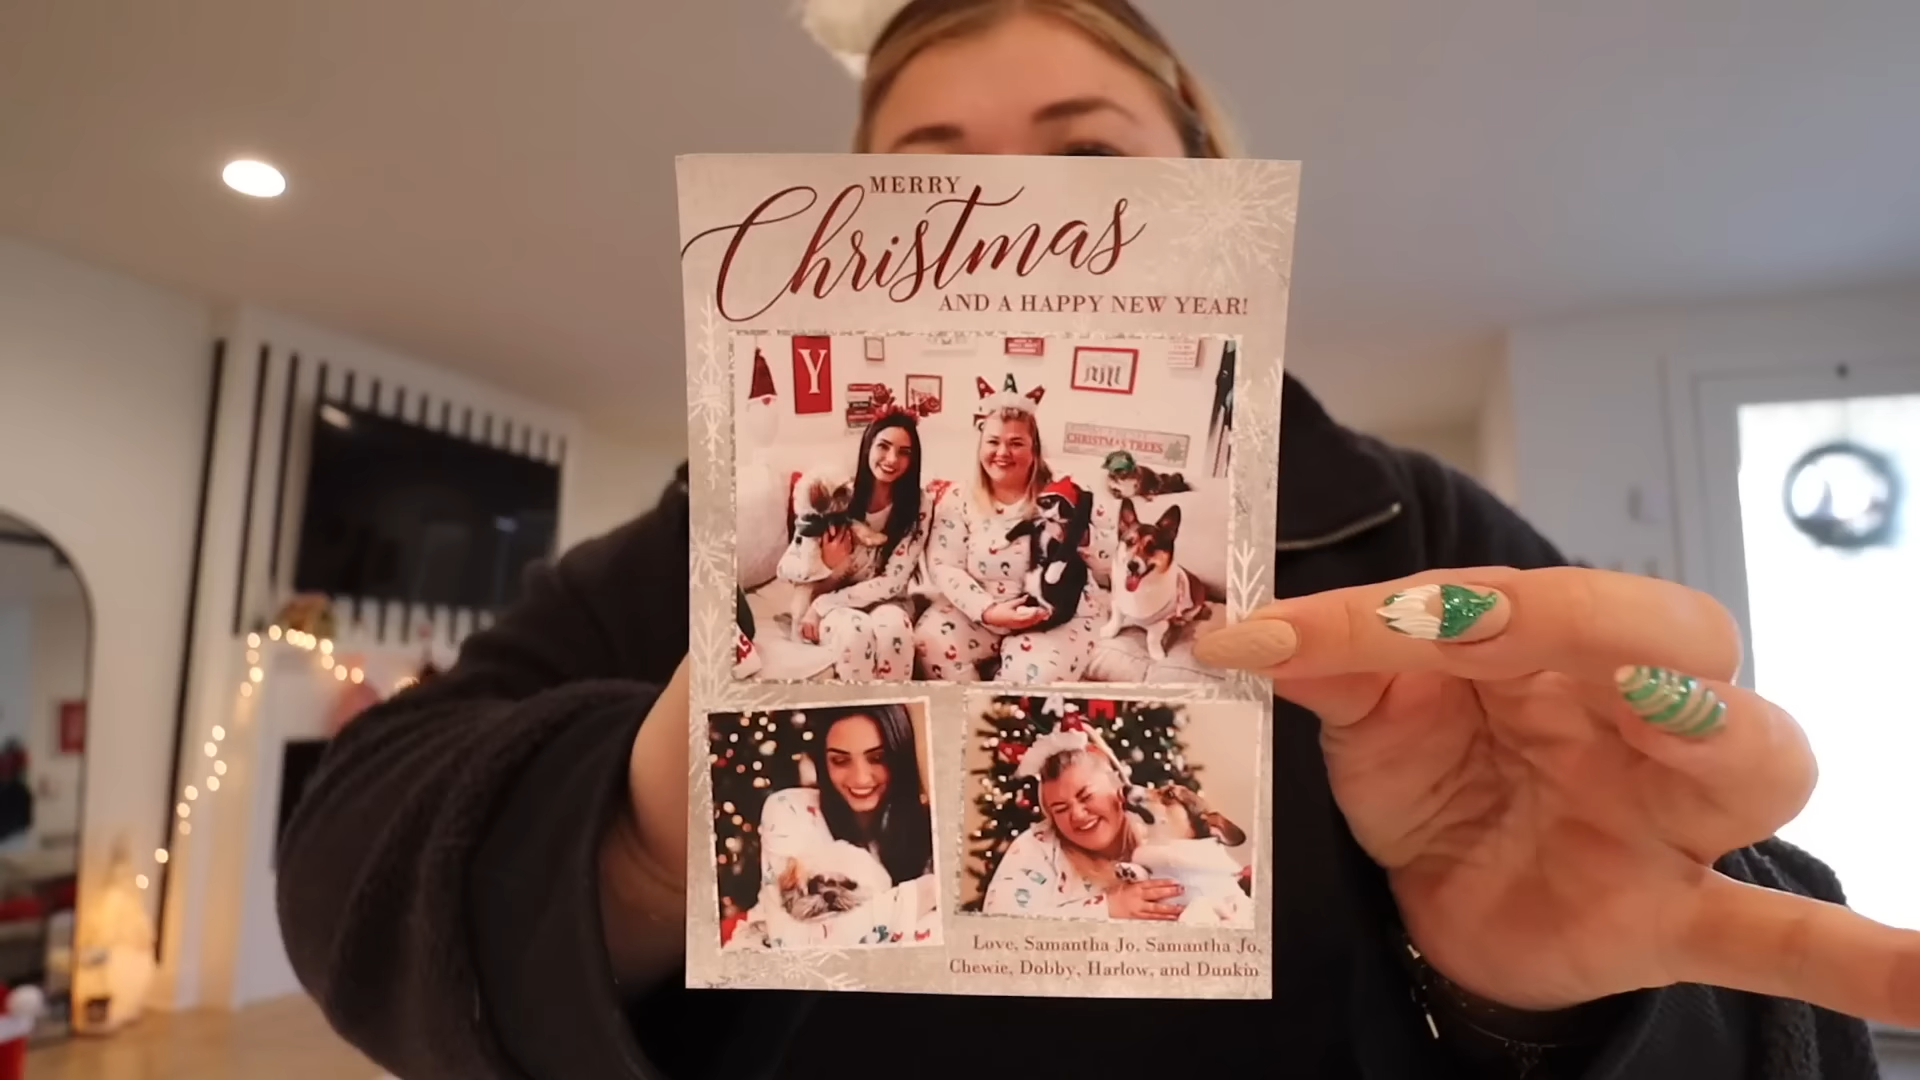 MERRY
Christmas
AND A HAPPY NEW YEAR!
Y
CHRISTMAS TREES
Love, Samantha Jo, Samantha Jo,
Chewie, Dobby, Harlow, and Dunkin